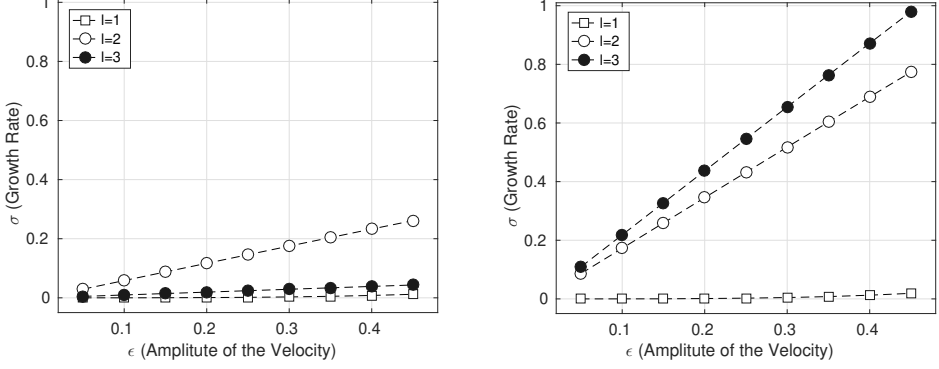 1
l=1
l=2
l=3
0.8
0.6
0.4
0.2
0
σ (Growth Rate)
0.1 0.2 0.3 0.4
ϵ (Amplitute of the Velocity)
1
l=1
l=2
l=3
0.8
0.6
0.4
0.2
0
σ (Growth Rate)
0.1 0.2 0.3 0.4
ϵ (Amplitute of the Velocity)